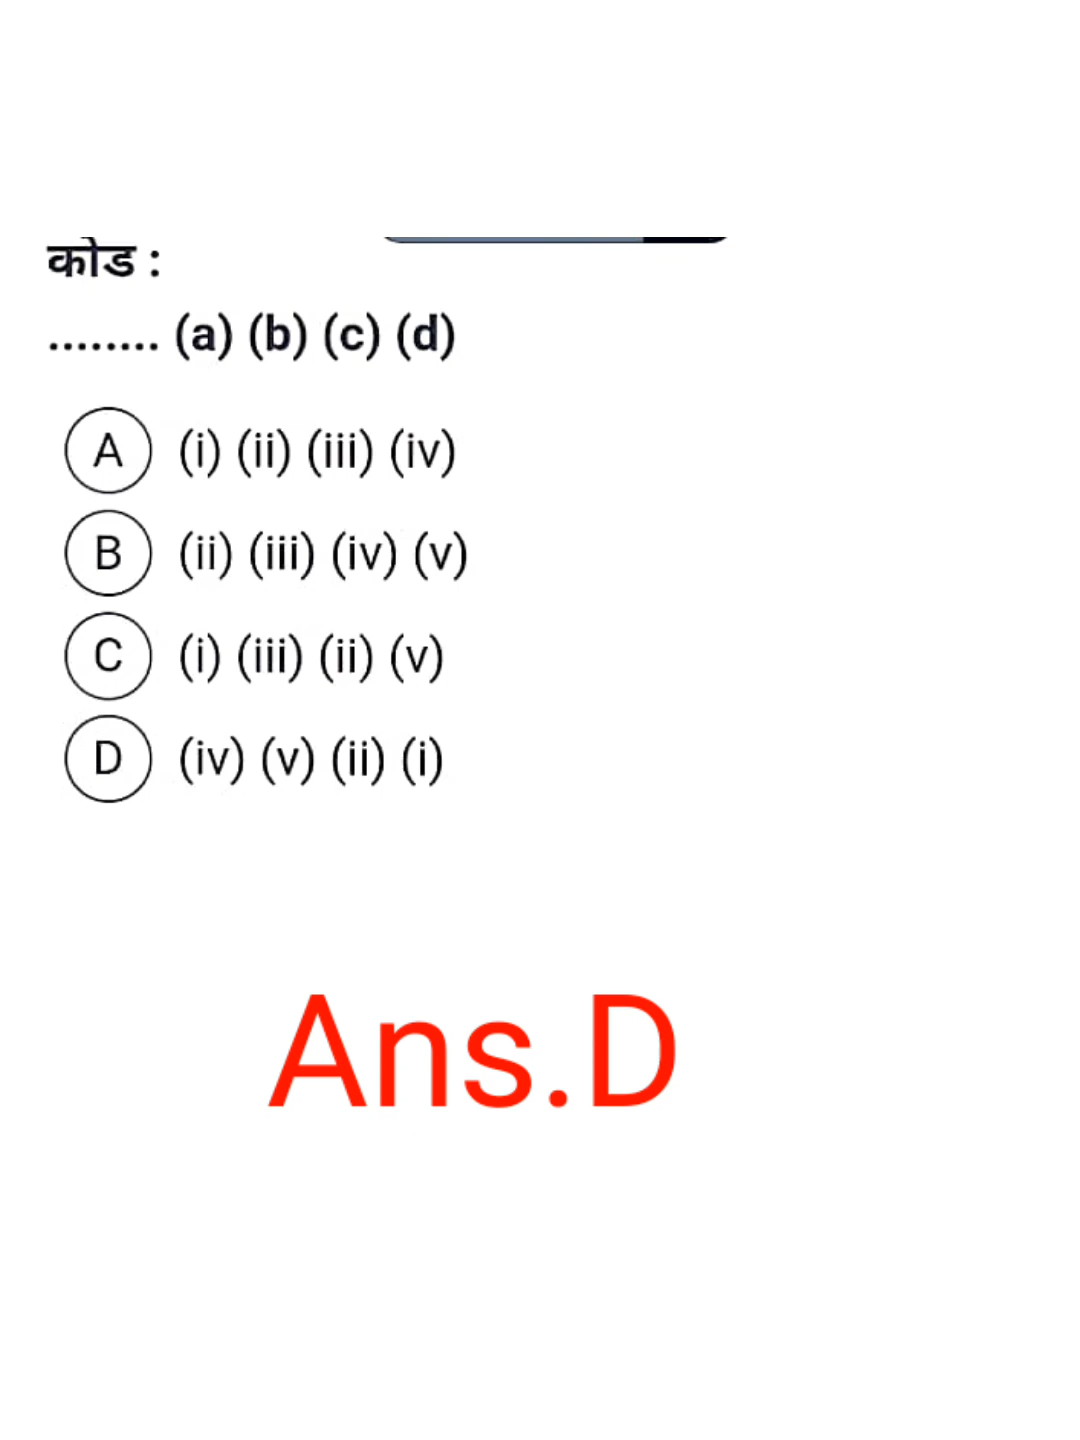 कोड :
........ (a) (b) (c) (d)
A (i) (ii) (iii) (iv)
B (ii) (iii) (iv) (v)
C (i) (iii) (ii) (v)
D (iv) (v) (ii) (i)
Ans.D